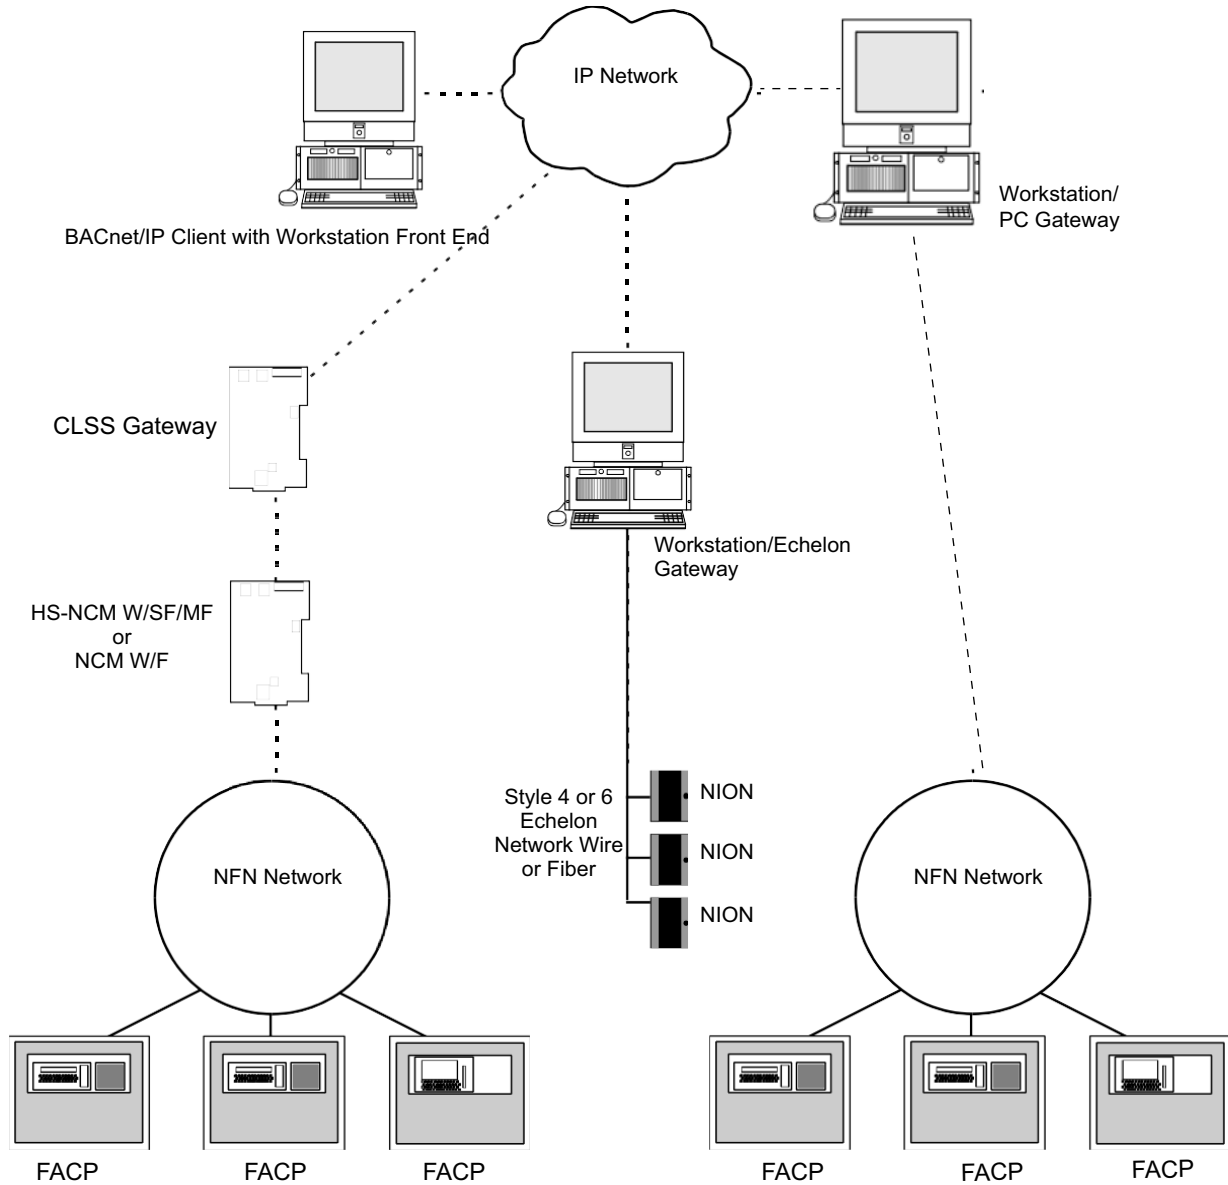 IP Network
BACnet/IP Client with Workstation Front End
Workstation/
PC Gateway
CLSS Gateway
Workstation/Echelon
Gateway
HS-NCM W/SF/MF
or
NCM W/F
Style 4 or 6
Echelon
Network Wire
or Fiber
NION
NION
NION
NFN Network
NFN Network
FACP
FACP
FACP
FACP
FACP
FACP